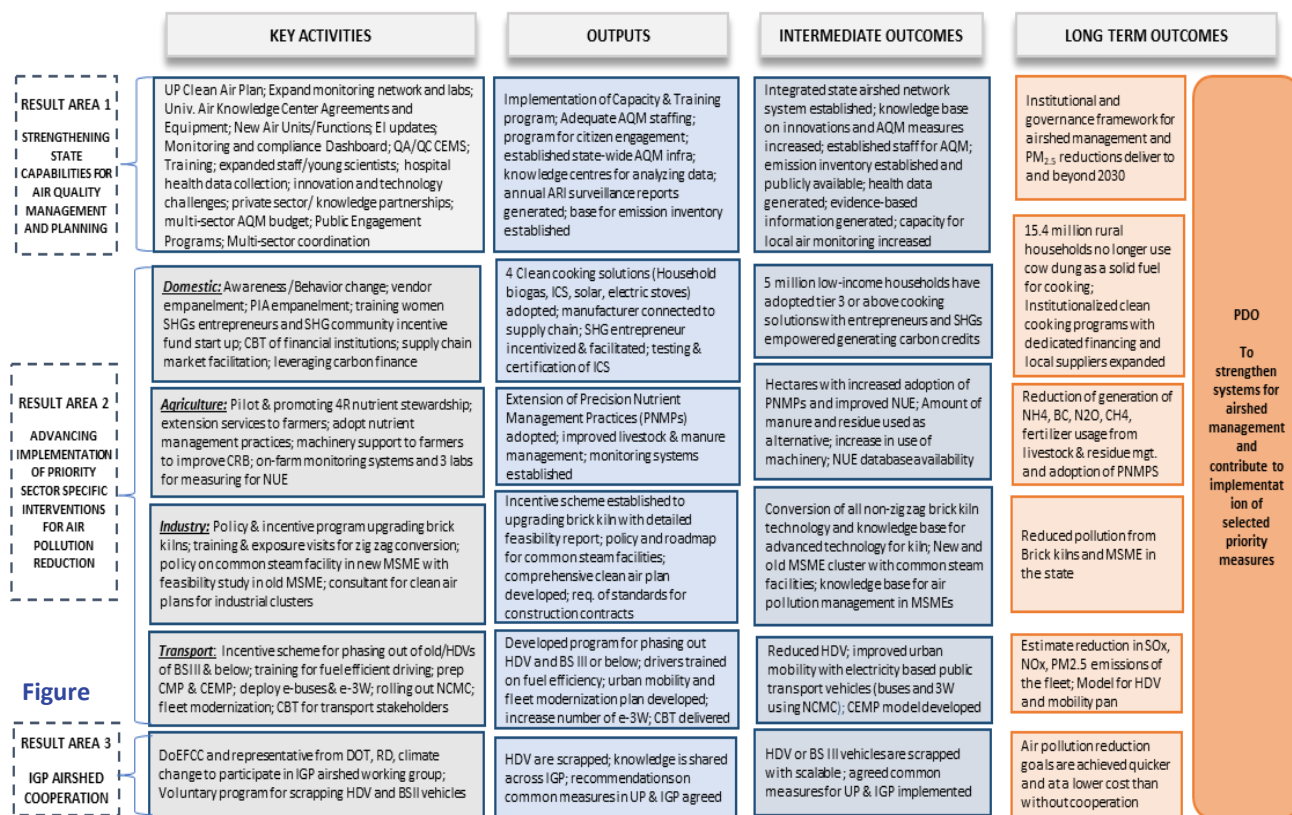 KEY ACTIVITIES
OUTPUTS
INTERMEDIATE OUTCOMES
LONG TERM OUTCOMES
RESULT AREA 1
STRENGTHENING
STATE
CAPABILITIES FOR
AIR QUALITY
MANAGEMENT
AND PLANNING
UP Clean Air Plan; Expand monitoring network and labs;
Univ. Air Knowledge Center Agreements and
Equipment; New Air Units/Functions; EI updates;
Monitoring and compliance Dashboard; QA/QC CEMS;
Training; expanded staff/young scientists; hospital
health data collection; innovation and technology
challenges; private sector/ knowledge partnerships;
multi-sector AQM budget; Public Engagement
Programs; Multi-sector coordination
Implementation of Capacity & Training
program; Adequate AQM staffing;
program for citizen engagement;
established state-wide AQM infra;
knowledge centres for analyzing data;
annual ARI surveillance reports
generated; base for emission inventory
established
Integrated state airshed network
system established; knowledge base
on innovations and AQM measures
increased; established staff for AQM;
emission inventory established and
publicly available; health data
generated; evidence-based
information generated; capacity for
local air monitoring increased
Institutional and
governance framework for
airshed management and
PM2.5 reductions deliver to
and beyond 2030
RESULT AREA 2
ADVANCING
IMPLEMENTATION
OF PRIORITY
SECTOR SPECIFIC
INTERVENTIONS
FOR AIR
POLLUTION
REDUCTION
Domestic: Awareness /Behavior change; vendor
empanelment; PIA empanelment; training women
SHGs entrepreneurs and SHG community incentive
fund start up; CBT of financial institutions; supply chain
market facilitation; leveraging carbon finance
4 Clean cooking solutions (Household
biogas, ICS, solar, electric stoves)
adopted; manufacturer connected to
supply chain; SHG entrepreneur
incentivized & facilitated; testing &
certification of ICS
5 million low-income households have
adopted tier 3 or above cooking
solutions with entrepreneurs and SHGs
empowered generating carbon credits
15.4 million rural
households no longer use
cow dung as a solid fuel
for cooking;
Institutionalized clean
cooking programs with
dedicated financing and
local suppliers expanded
Agriculture: Pilot & promoting 4R nutrient stewardship;
extension services to farmers; adopt nutrient
management practices; machinery support to farmers
to improve CRB; on-farm monitoring systems and 3 labs
for measuring for NUE
Extension of Precision Nutrient
Management Practices (PNMPs)
adopted; improved livestock & manure
management; monitoring systems
established
Hectares with increased adoption of
PNMPs and improved NUE; Amount of
manure and residue used as
alternative; increase in use of
machinery; NUE database availability
Reduction of generation of
NH4, BC, N2O, CH4,
fertilizer usage from
livestock & residue mgt.
and adoption of PNMPS
Industry: Policy & incentive program upgrading brick
kilns; training & exposure visits for zig zag conversion;
policy on common steam facility in new MSME with
feasibility study in old MSME; consultant for clean air
plans for industrial clusters
Incentive scheme established to
upgrading brick kiln with detailed
feasibility report; policy and roadmap
for common steam facilities;
comprehensive clean air plan
developed; req. of standards for
construction contracts
Conversion of all non-zig zag brick kiln
technology and knowledge base for
advanced technology for kiln; New and
old MSME cluster with common steam
facilities; knowledge base for air
pollution management in MSMEs
Reduced pollution from
Brick kilns and MSME in
the state
Transport: Incentive scheme for phasing out of old/HDVs
of BSIII & below; training for fuel efficient driving; prep
CMP & CEMP; deploy e-buses & e-3W; rolling out NCMC;
fleet modernization; CBT for transport stakeholders
Developed program for phasing out
HDV and BS III or below; drivers trained
on fuel efficiency; urban mobility and
fleet modernization plan developed;
increase number of e-3W; CBT delivered
Reduced HDV; improved urban
mobility with electricity based public
transport vehicles (buses and 3W
using NCMC); CEMP model developed
Estimate reduction in SOx,
NOx, PM2.5 emissions of
the fleet; Model for HDV
and mobility pan
Figure
RESULT AREA 3
IGP AIRSHED
COOPERATION
DoEFCC and representative from DOT, RD, climate
change to participate in IGP airshed working group;
Voluntary program for scrapping HDV and BSII vehicles
HDV are scrapped; knowledge is shared
across IGP; recommendations on
common measures in UP & IGP agreed
HDV or BS III vehicles are scrapped
with scalable ; agreed common
measures for UP & IGP implemented
Air pollution reduction
goals are achieved quicker
and at a lower cost than
without cooperation
PDO
To
strengthen
systems for
airshed
management
and
contribute to
implementat
ion of
selected
priority
measures